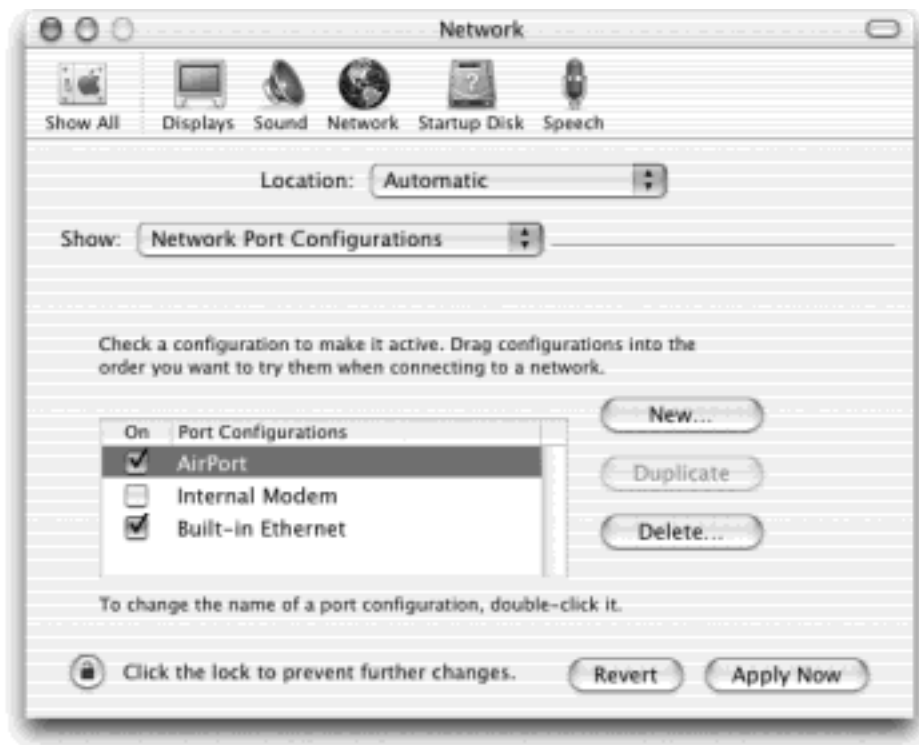 Network
Show All
Displays
Sound
Network
Startup Disk
Speech
Location: Automatic
Show: Network Port Configurations
Check a configuration to make it active. Drag configurations into the
order you want to try them when connecting to a network.
On Port Configurations
AirPort
Internal Modem
Built-in Ethernet
New...
Duplicate
Delete...
To change the name of a port configuration, double-click it.
Click the lock to prevent further changes.
Revert
Apply Now